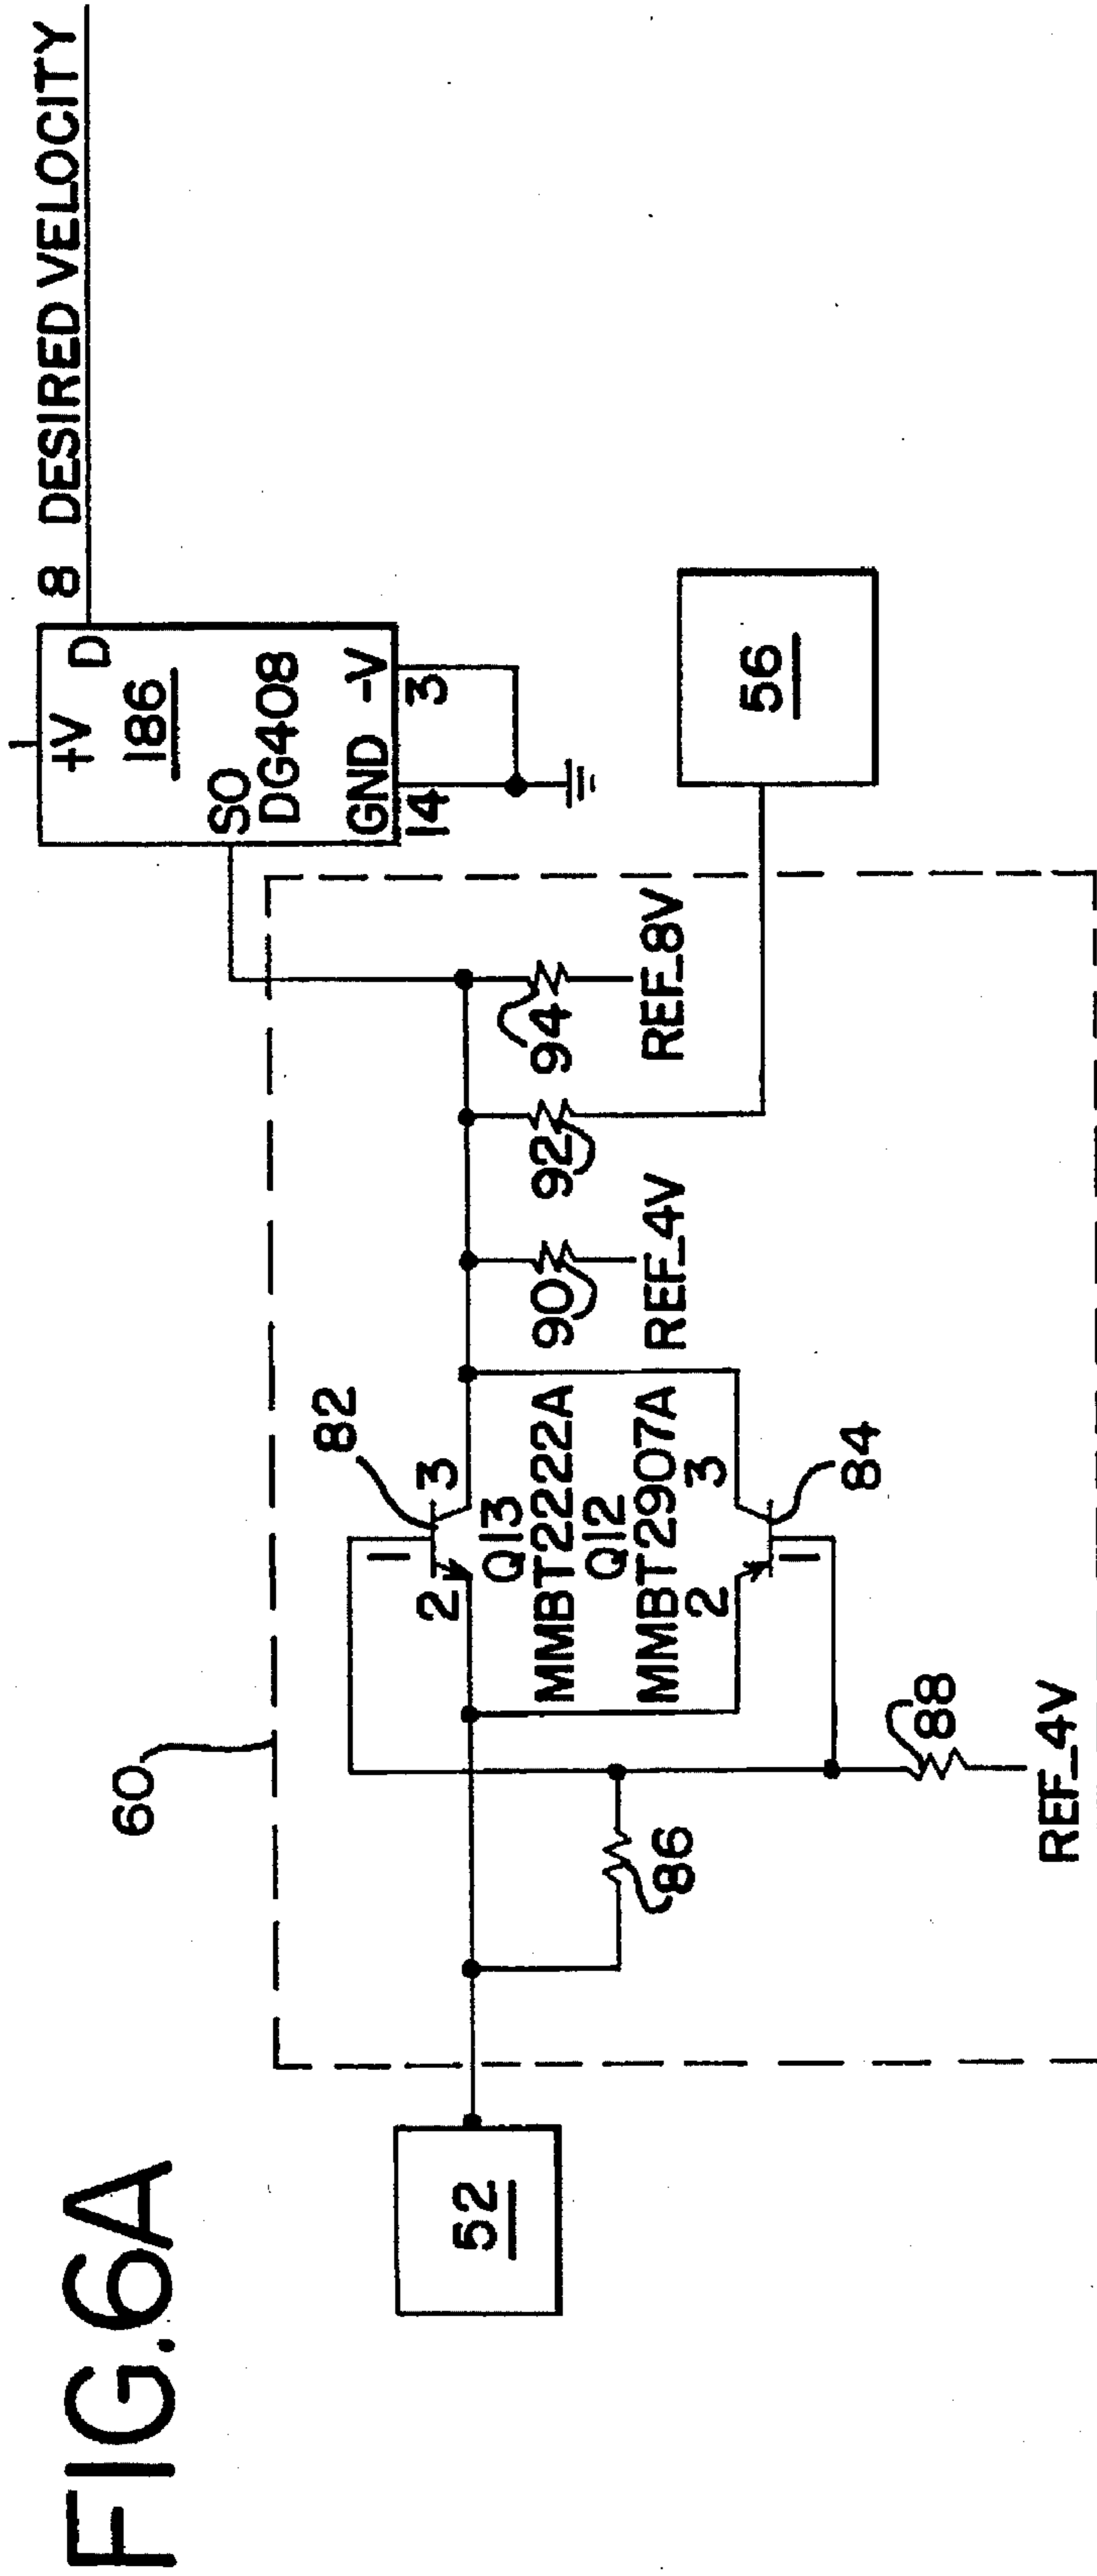 FIG.6A
8 DESIRED VELOCITY
+V
D
186
SO
DG408
GND -V
14
3
60
52
82
1
2
3
Q13
MMBT2222A
Q12
MMBT2907A
2
3
1
84
86
88
REF_4V
90
REF_4V
92
94
REF_8V
56